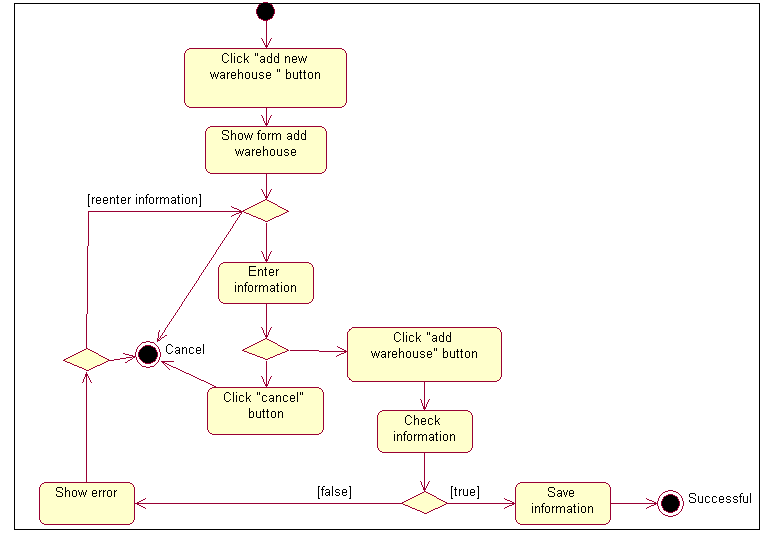 Click "add new
warehouse " button
Show form add
warehouse
[reenter information]
Enter
information
Cancel
Click "add
warehouse" button
Click "cancel"
button
Check
information
Show error
[false]
[true]
Save
information
Successful